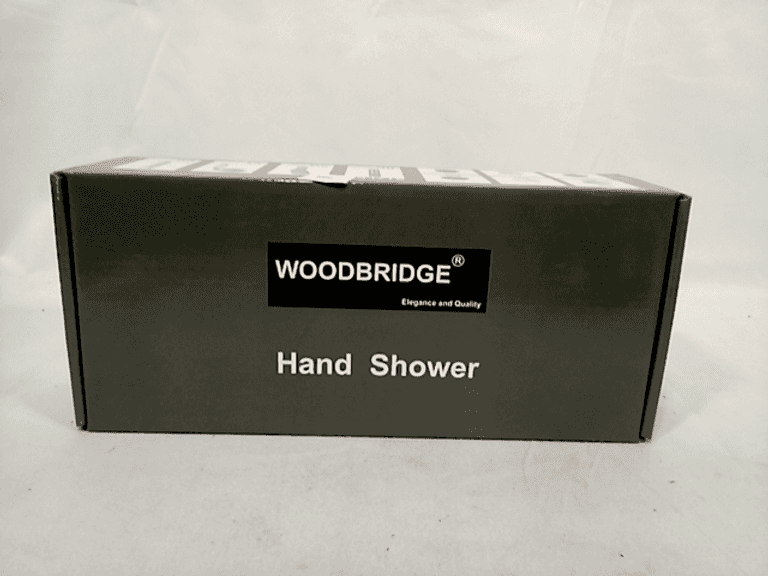 WOODBRIDGE®
Elegance and Quality
Hand Shower